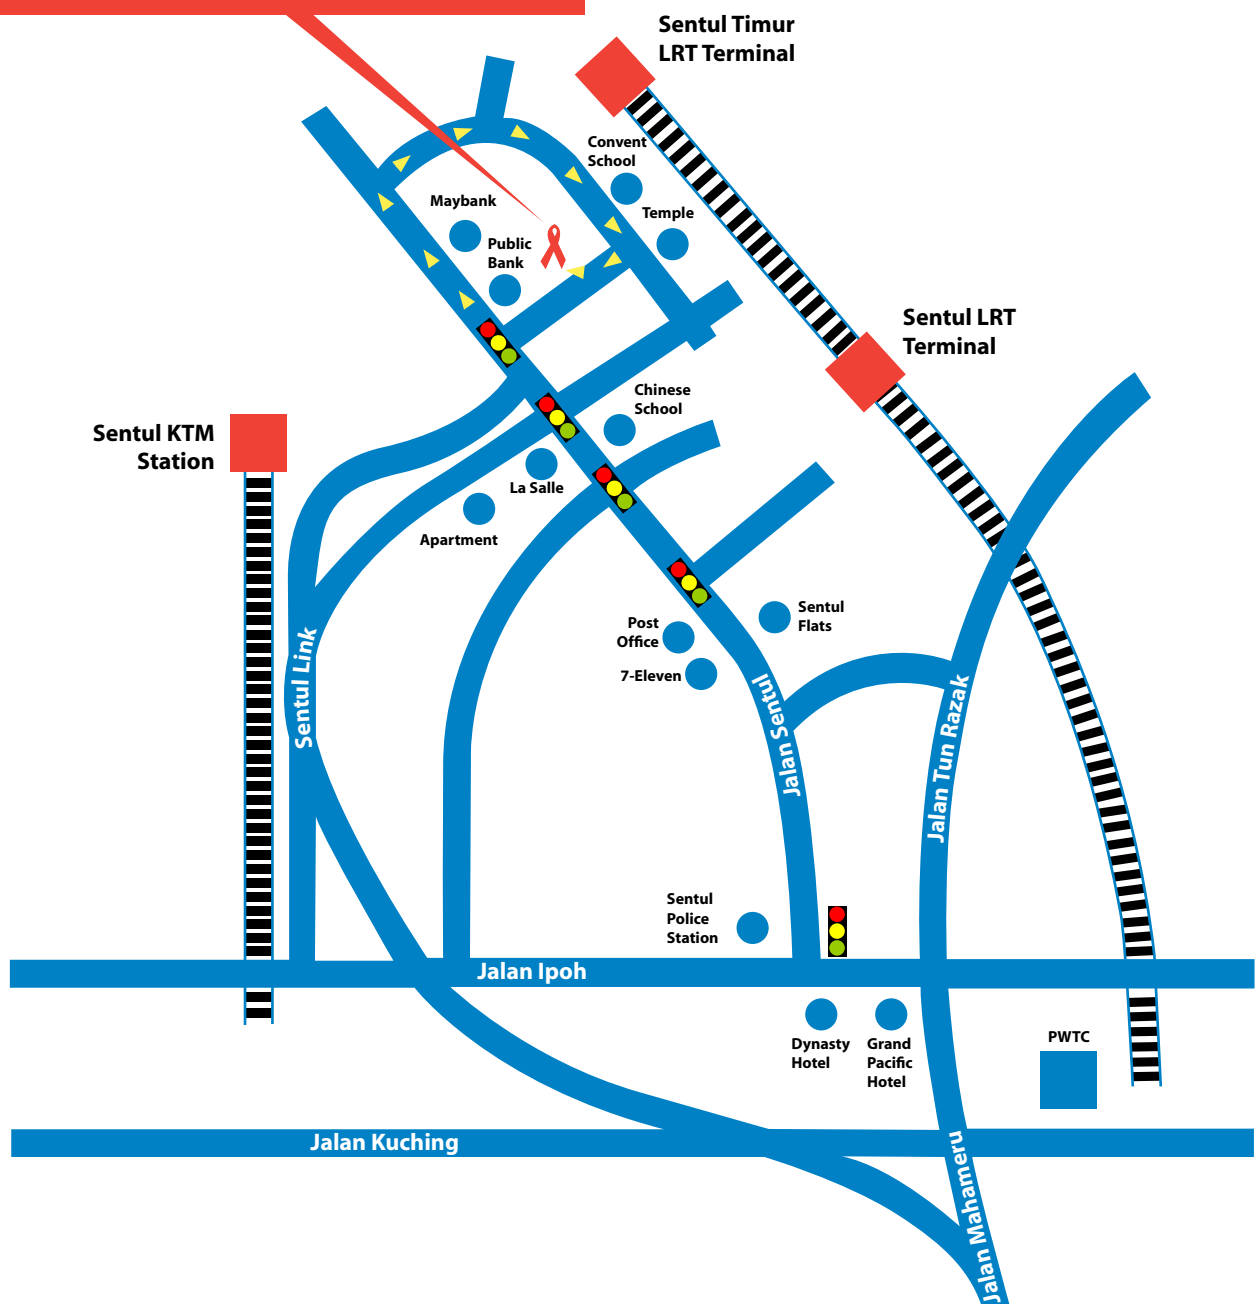 Sentul Timur
LRT Terminal
Convent
School
Maybank
Temple
Public
Bank
Sentul LRT
Terminal
Chinese
School
Sentul KTM
Station
La Salle
Apartment
Sentul
Flats
Post
Office
7-Eleven
Sentul Link
Jalan Sentul
Jalan Tun Razak
Sentul
Police
Station
Jalan Ipoh
Dynasty
Hotel
Grand
Pacific
Hotel
PWTC
Jalan Kuching
Jalan Mahameru